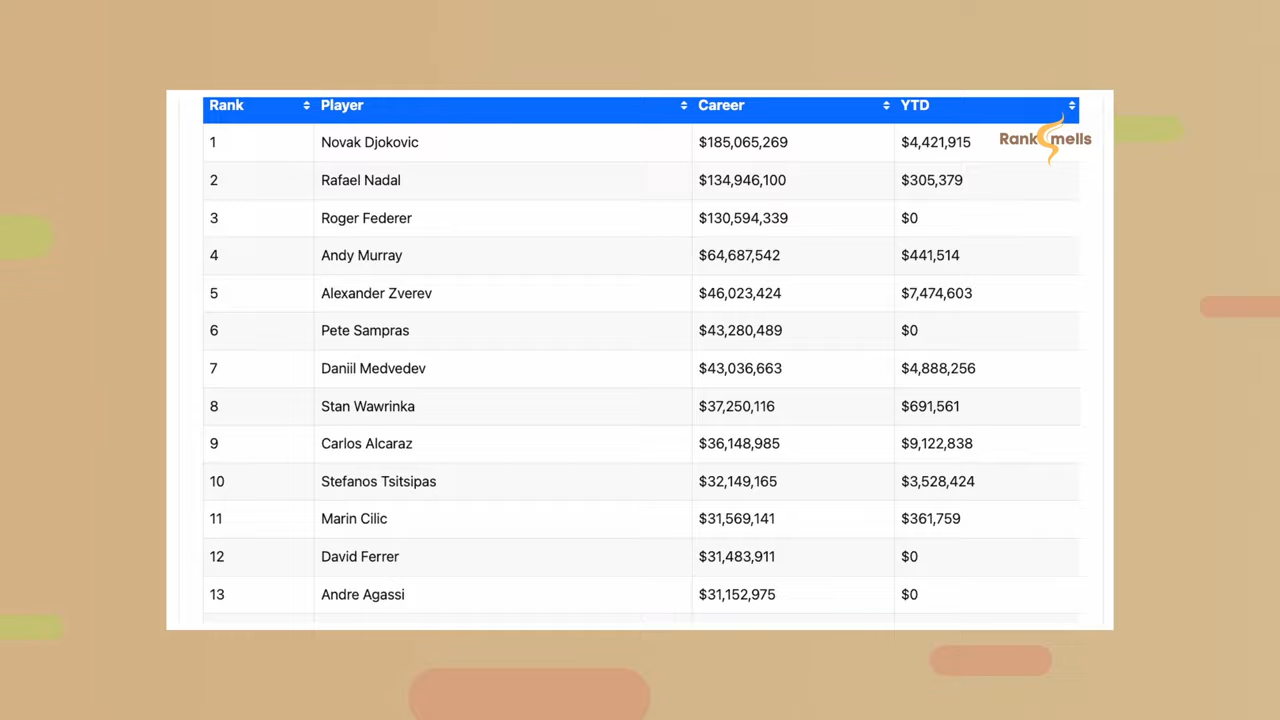 Rank Player Career YTD
1 Novak Djokovic $185,065,269 $4,421,915
RankSmells
2 Rafael Nadal $134,946,100 $305,379
3 Roger Federer $130,594,339 $0
4 Andy Murray $64,687,542 $441,514
5 Alexander Zverev $46,023,424 $7,474,603
6 Pete Sampras $43,280,489 $0
7 Daniil Medvedev $43,036,663 $4,888,256
8 Stan Wawrinka $37,250,116 $691,561
9 Carlos Alcaraz $36,148,985 $9,122,838
10 Stefanos Tsitsipas $32,149,165 $3,528,424
11 Marin Cilic $31,569,141 $361,759
12 David Ferrer $31,483,911 $0
13 Andre Agassi $31,152,975 $0